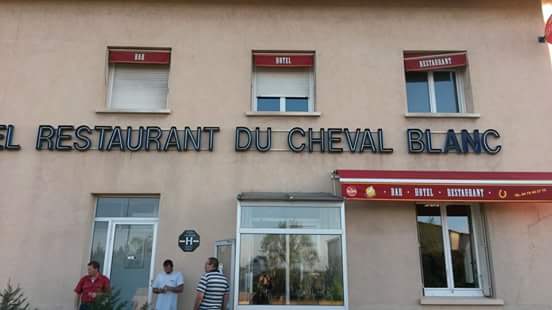 BAR
HOTEL
RESTAURANT
EL RESTAURANT DU CHEVAL BLANC
BAR · HOTEL · RESTAURANT
H